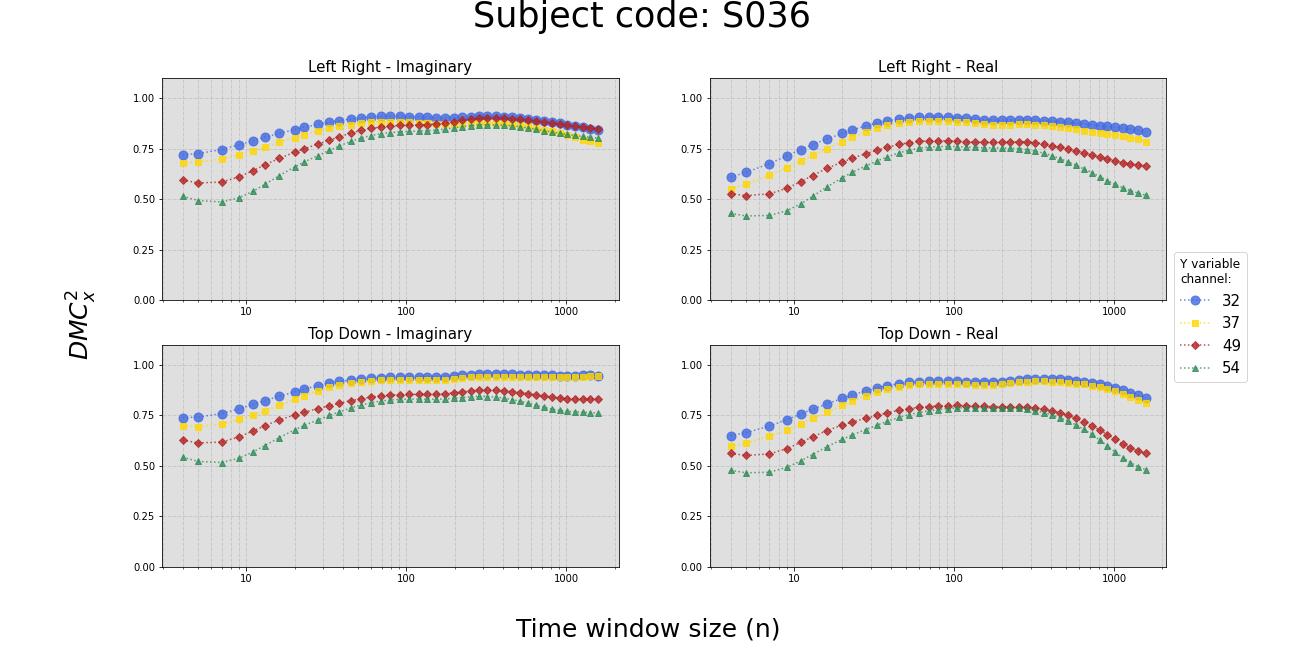 Subject code: S036
Left Right - Imaginary
1.00
0.75
0.50
0.25
0.00
10 100 1000
Left Right - Real
1.00
0.75
0.50
0.25
0.00
10 100 1000
Top Down - Imaginary
1.00
0.75
0.50
0.25
0.00
10 100 1000
Top Down - Real
1.00
0.75
0.50
0.25
0.00
10 100 1000
DMC²ₓ
Y variable
channel:
32
37
49
54
Time window size (n)